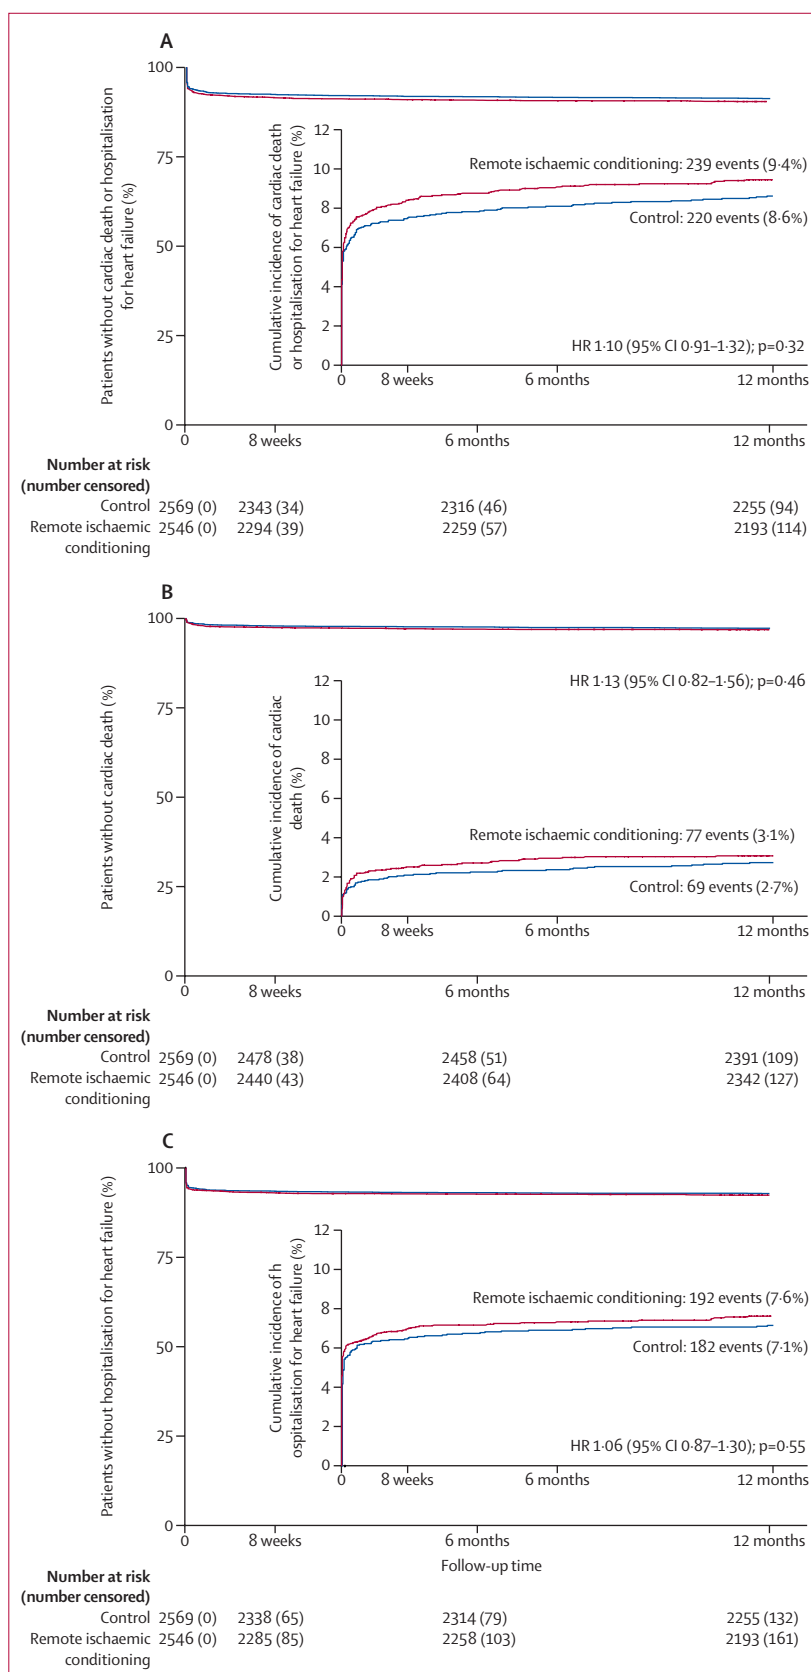 A
100
75
50
25
0
Patients without cardiac death or hospitalisation
for heart failure (%)
12
10
8
6
4
2
0
Cumulative incidence of cardiac death
or hospitalisation for heart failure (%)
Remote ischaemic conditioning: 239 events (9·4%)
Control: 220 events (8·6%)
HR 1·10 (95% CI 0·91–1·32); p=0·32
0 8 weeks 6 months 12 months
0 8 weeks 6 months 12 months
Number at risk
(number censored)
Control 2569 (0) 2343 (34) 2316 (46) 2255 (94)
Remote ischaemic 2546 (0) 2294 (39) 2259 (57) 2193 (114)
conditioning
B
100
75
50
25
0
Patients without cardiac death (%)
HR 1·13 (95% CI 0·82–1·56); p=0·46
12
10
8
6
4
2
0
Cumulative incidence of cardiac
death (%)
Remote ischaemic conditioning: 77 events (3·1%)
Control: 69 events (2·7%)
0 8 weeks 6 months 12 months
0 8 weeks 6 months 12 months
Number at risk
(number censored)
Control 2569 (0) 2478 (38) 2458 (51) 2391 (109)
Remote ischaemic 2546 (0) 2440 (43) 2408 (64) 2342 (127)
conditioning
C
100
75
50
25
0
Patients without hospitalisation for heart failure (%)
12
10
8
6
4
2
0
Cumulative incidence of h
ospitalisation for heart failure (%)
Remote ischaemic conditioning: 192 events (7·6%)
Control: 182 events (7·1%)
HR 1·06 (95% CI 0·87–1·30); p=0·55
0 8 weeks 6 months 12 months
0 8 weeks 6 months 12 months
Follow-up time
Number at risk
(number censored)
Control 2569 (0) 2338 (65) 2314 (79) 2255 (132)
Remote ischaemic 2546 (0) 2285 (85) 2258 (103) 2193 (161)
conditioning